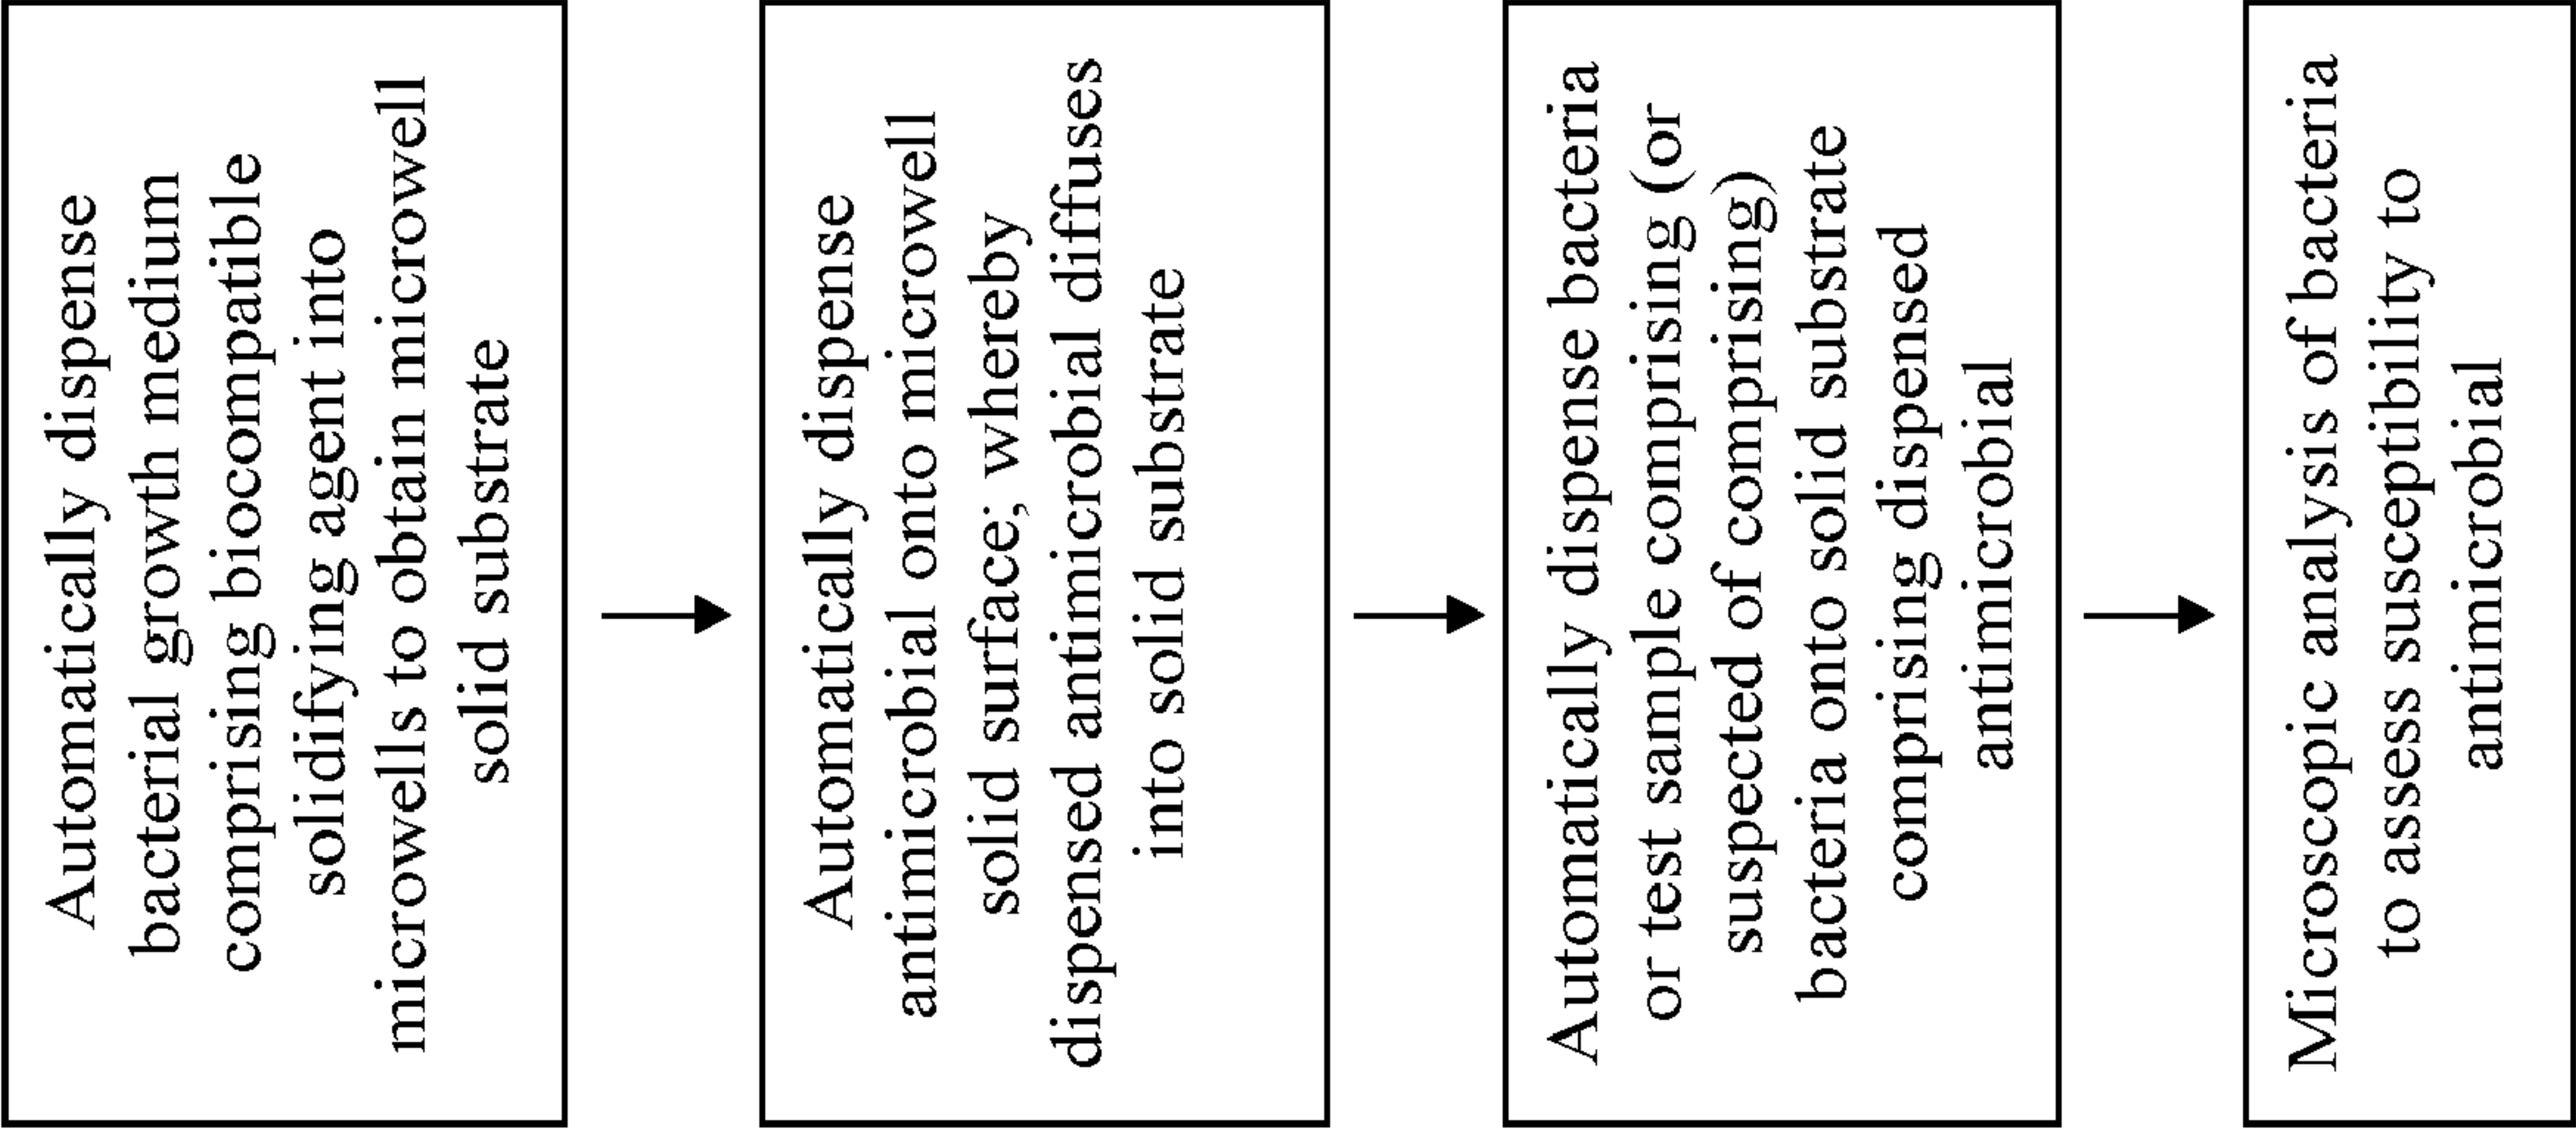 Automatically dispense
bacterial growth medium
comprising biocompatible
solidifying agent into
microwells to obtain microwell
solid substrate
Automatically dispense
antimicrobial onto microwell
solid surface; whereby
dispensed antimicrobial diffuses
into solid substrate
Automatically dispense bacteria
or test sample comprising (or
suspected of comprising)
bacteria onto solid substrate
comprising dispensed
antimicrobial
Microscopic analysis of bacteria
to assess susceptibility to
antimicrobial